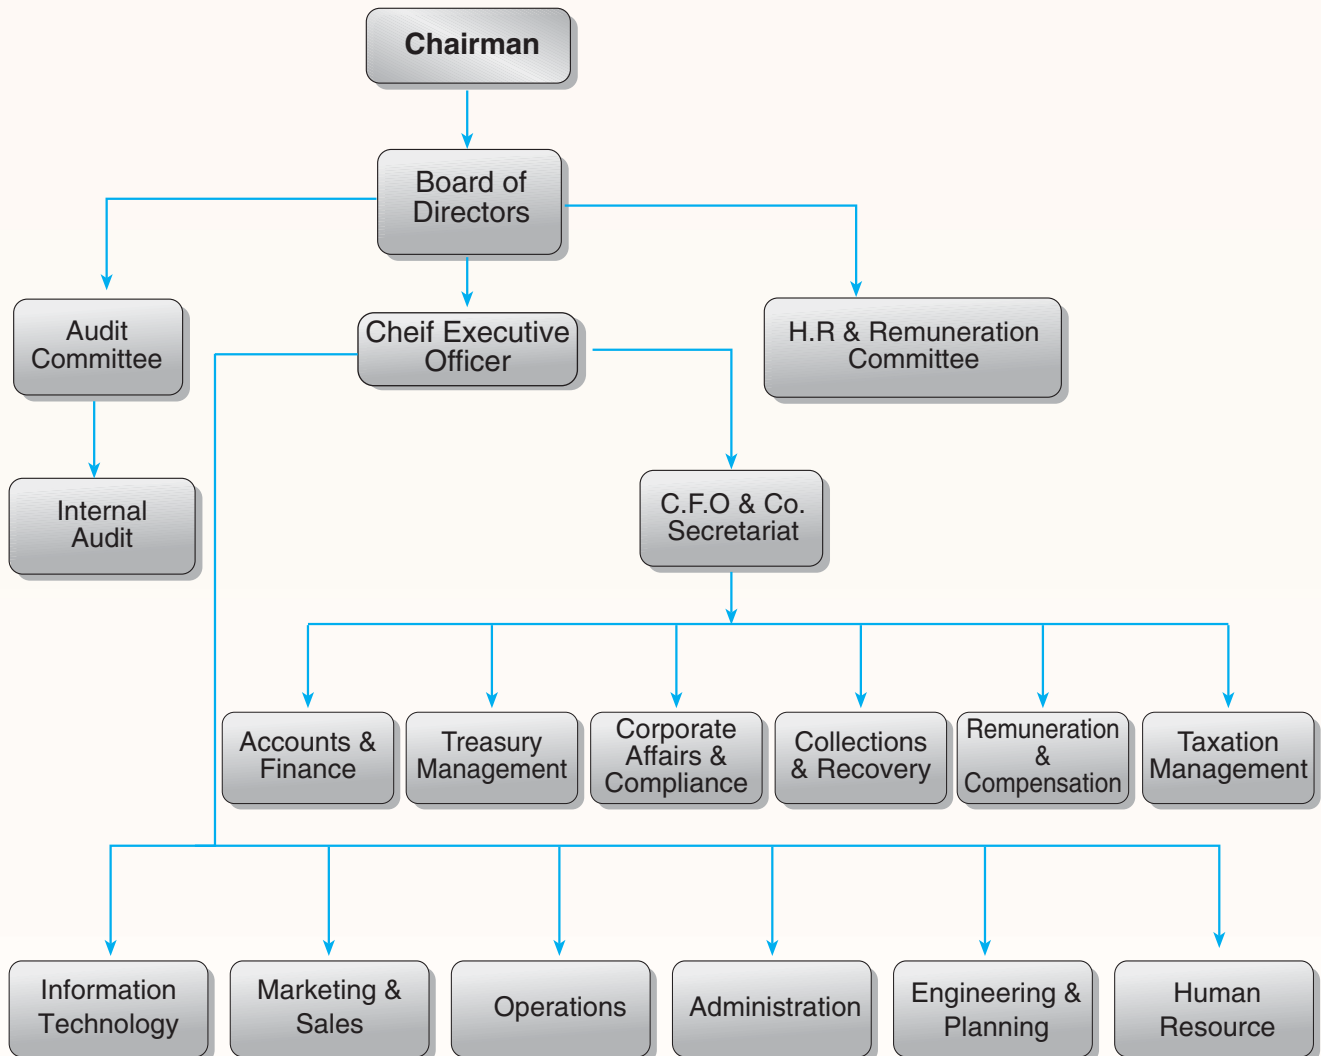 Chairman
Board of
Directors
Audit
Committee
Cheif Executive
Officer
H.R & Remuneration
Committee
Internal
Audit
C.F.O & Co.
Secretariat
Accounts &
Finance
Treasury
Management
Corporate
Affairs &
Compliance
Collections
& Recovery
Remuneration
&
Compensation
Taxation
Management
Information
Technology
Marketing &
Sales
Operations
Administration
Engineering &
Planning
Human
Resource